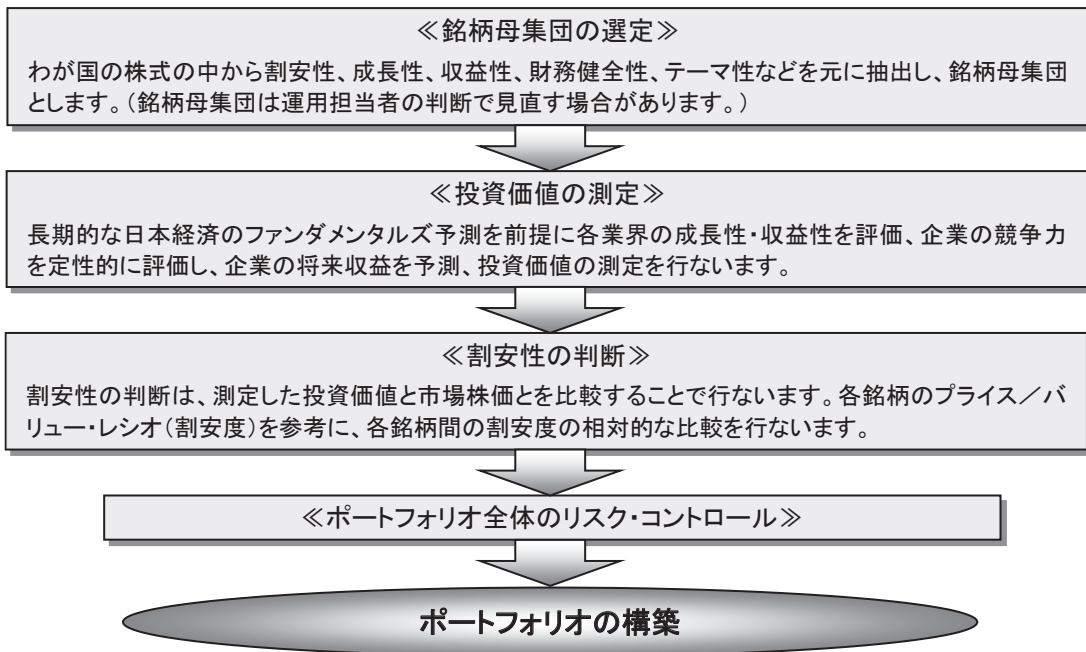 ≪銘柄母集団の選定≫
わが国の株式の中から割安性、成長性、収益性、財務健全性、テーマ性などを元に抽出し、銘柄母集団
とします。（銘柄母集団は運用担当者の判断で見直す場合があります。）
≪投資価値の測定≫
長期的な日本経済のファンダメンタルズ予測を前提に各業界の成長性・収益性を評価、企業の競争力
を定性的に評価し、企業の将来収益を予測、投資価値の測定を行ないます。
≪割安性の判断≫
割安性の判断は、測定した投資価値と市場株価とを比較することで行ないます。各銘柄のプライス／バ
リュー・レシオ（割安度）を参考に、各銘柄間の割安度の相対的な比較を行ないます。
≪ポートフォリオ全体のリスク・コントロール≫
ポートフォリオの構築